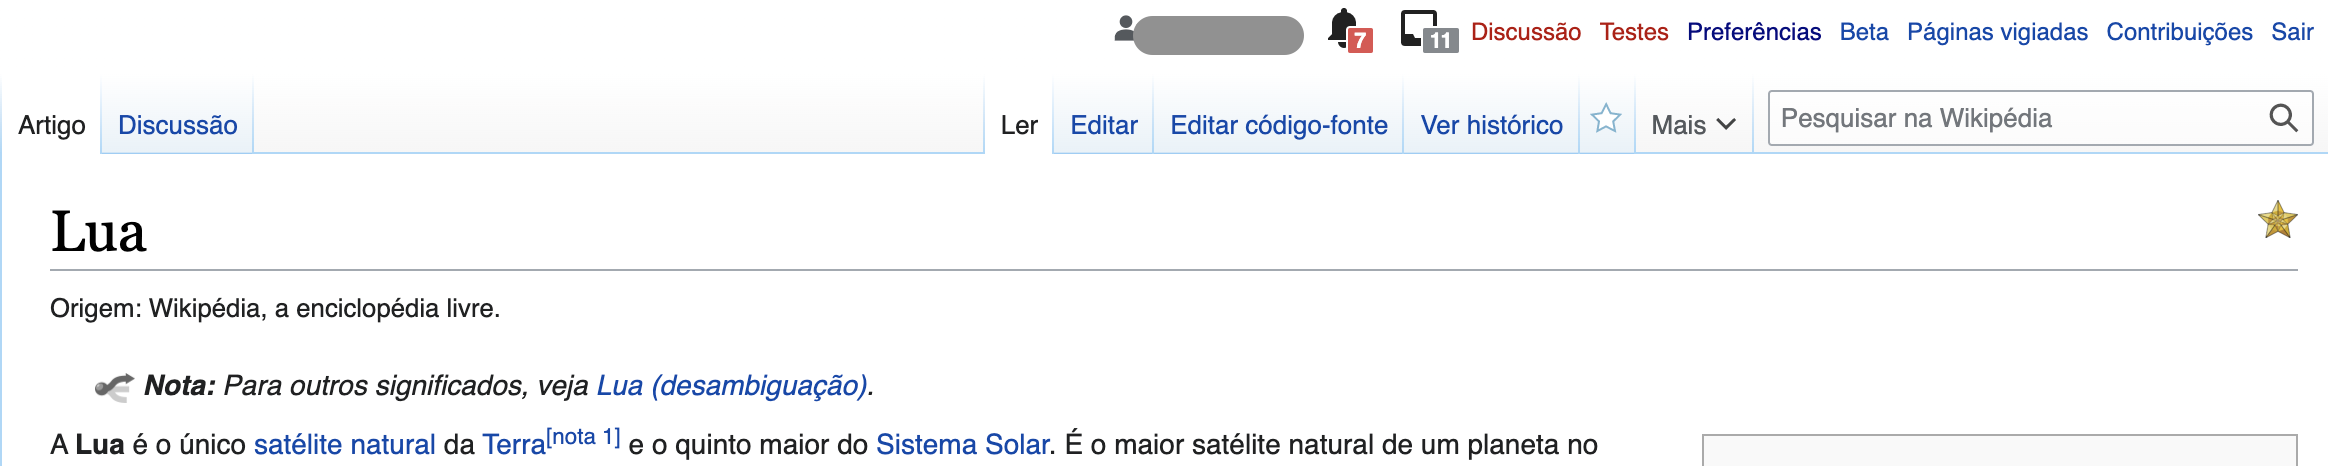 7 11 Discussão Testes Preferências Beta Páginas vigiadas Contribuições Sair
Artigo Discussão Ler Editar Editar código-fonte Ver histórico Mais Pesquisar na Wikipédia
Lua
Origem: Wikipédia, a enciclopédia livre.
Nota: Para outros significados, veja Lua (desambiguação).
A Lua é o único satélite natural da Terra[nota 1] e o quinto maior do Sistema Solar. É o maior satélite natural de um planeta no